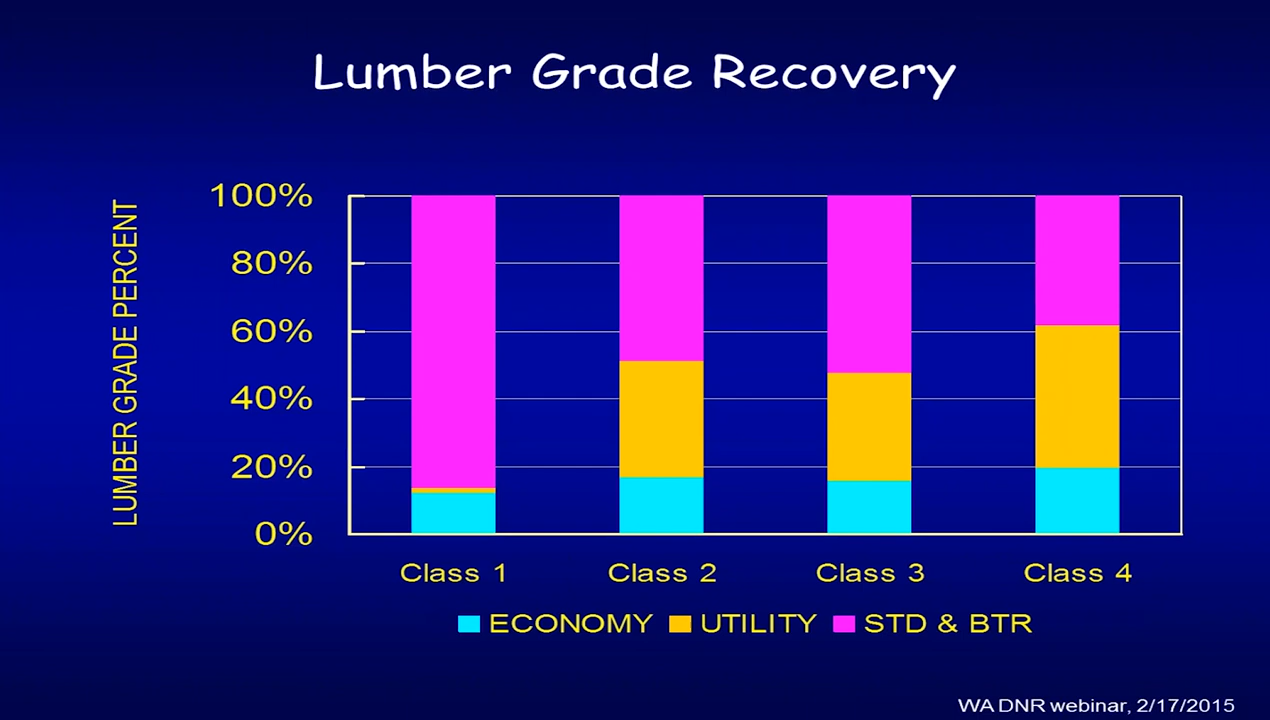 Lumber Grade Recovery
LUMBER GRADE PERCENT
100%
80%
60%
40%
20%
0%
Class 1 Class 2 Class 3 Class 4
ECONOMY UTILITY STD & BTR
WA DNR webinar, 2/17/2015